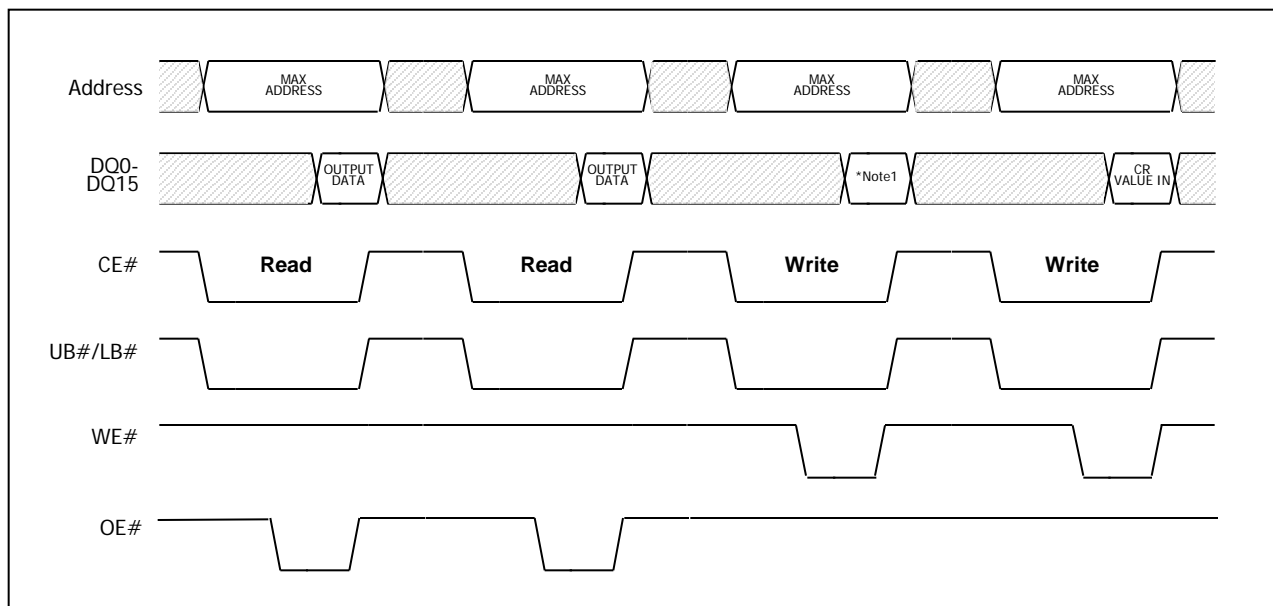 Address
MAX
ADDRESS
MAX
ADDRESS
MAX
ADDRESS
MAX
ADDRESS
DQ0-
DQ15
OUTPUT
DATA
OUTPUT
DATA
*Note1
CR
VALUE IN
CE#
Read
Read
Write
Write
UB#/LB#
WE#
OE#